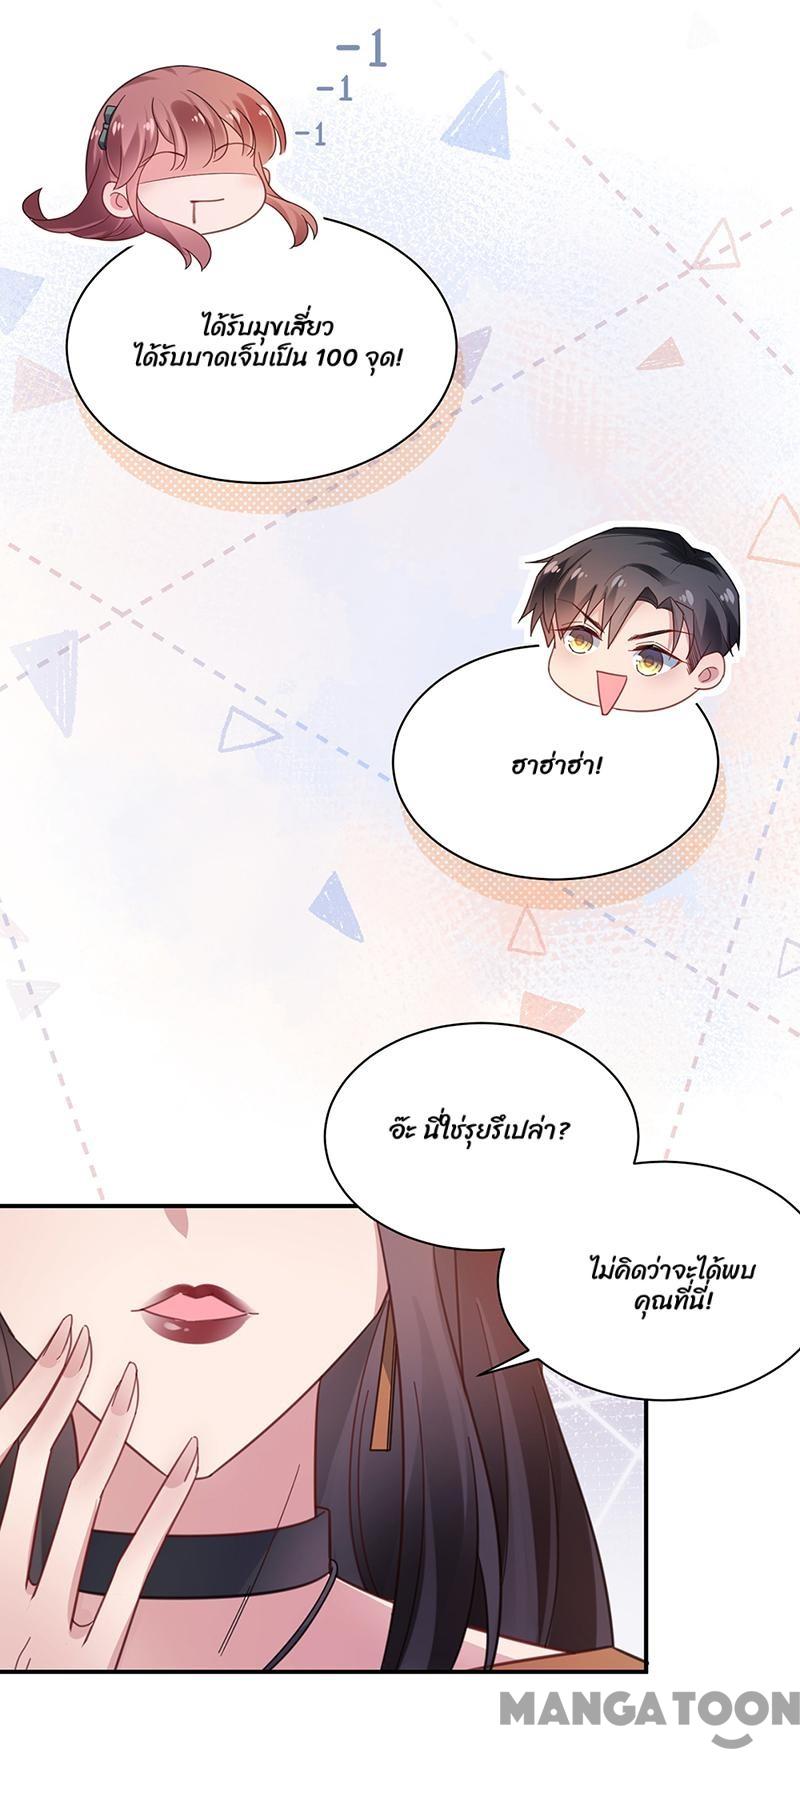 -1
-1
-1
ได้รับมุขเสี่ยว
ได้รับบาดเจ็บเป็น 100 จุด!
ฮาฮ่าฮ่า!
อ๊ะ นี่ใช่รุยรึเปล่า?
ไม่คิดว่าจะได้พบ
คุณที่นี่!
MANGATOON